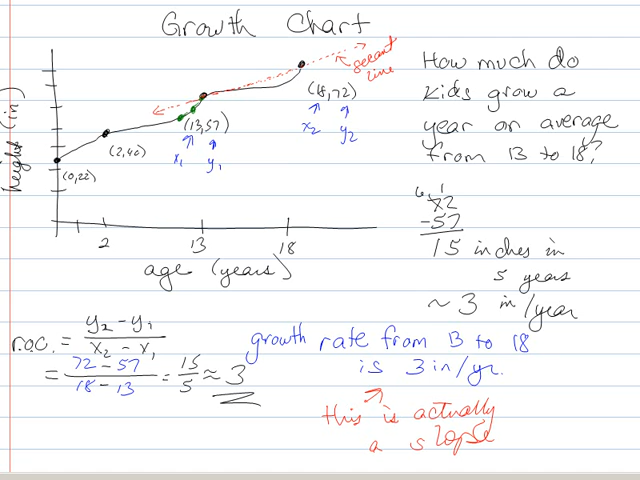 Growth Chart
secant
line
height (in)
(0,22)
(2,40)
(13,57)
x₁ y₁
(18,72)
x₂ y₂
2 13 18
age (years)
How much do
kids grow a
year on average
from 13 to 18?
6 1
72
-57
15 inches in
5 years
~ 3 in/year
r.o.c. = y₂ - y₁ / x₂ - x₁
= 72 - 57 / 18 - 13 = 15 / 5 ≈ 3
growth rate from 13 to 18
is 3 in/yr.
this is actually
a slope